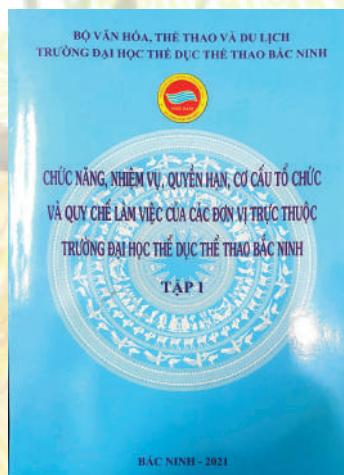 BỘ VĂN HÓA, THỂ THAO VÀ DU LỊCH
TRƯỜNG ĐẠI HỌC THỂ DỤC THỂ THAO BẮC NINH
CHỨC NĂNG, NHIỆM VỤ, QUYỀN HẠN, CƠ CẤU TỔ CHỨC
VÀ QUY CHẾ LÀM VIỆC CỦA CÁC ĐƠN VỊ TRỰC THUỘC
TRƯỜNG ĐẠI HỌC THỂ DỤC THỂ THAO BẮC NINH
TẬP 1
BẮC NINH - 2021